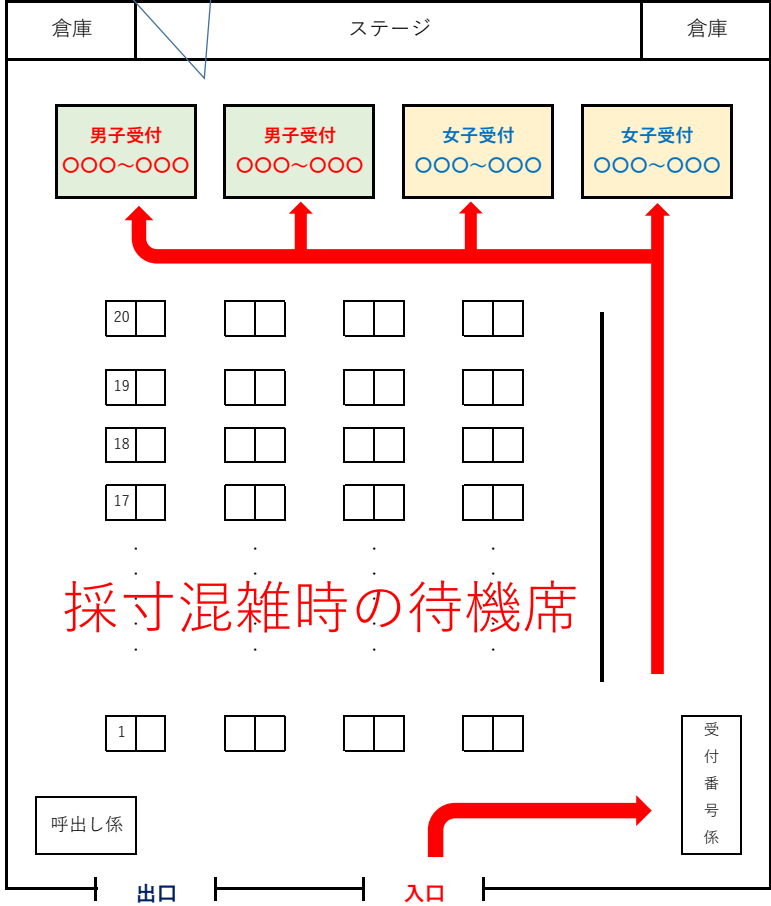 倉庫
ステージ
倉庫
男子受付
〇〇〇～〇〇〇
男子受付
〇〇〇～〇〇〇
女子受付
〇〇〇～〇〇〇
女子受付
〇〇〇～〇〇〇
20
19
18
17
採寸混雑時の待機席
1
受付番号係
呼出し係
出口
入口